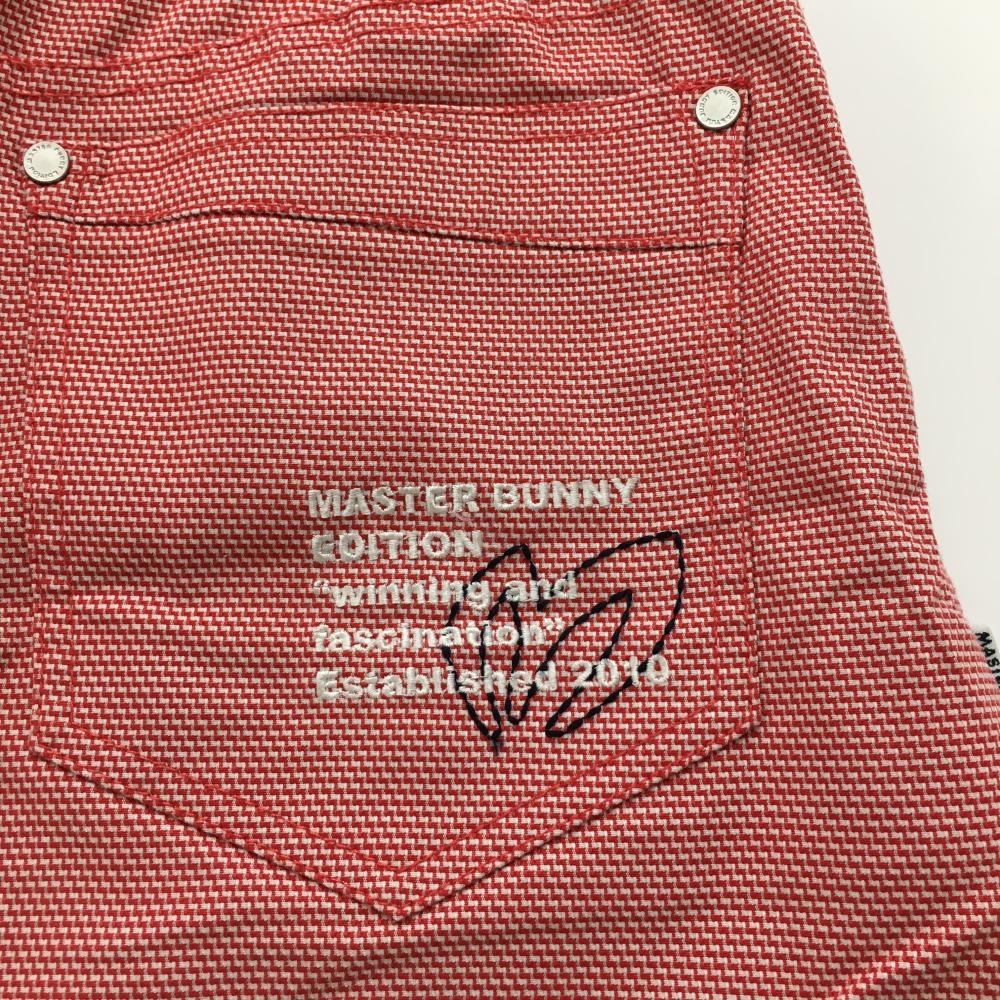 MASTER BUNNY
EDITION
“winning and
fascination”
Established 2010